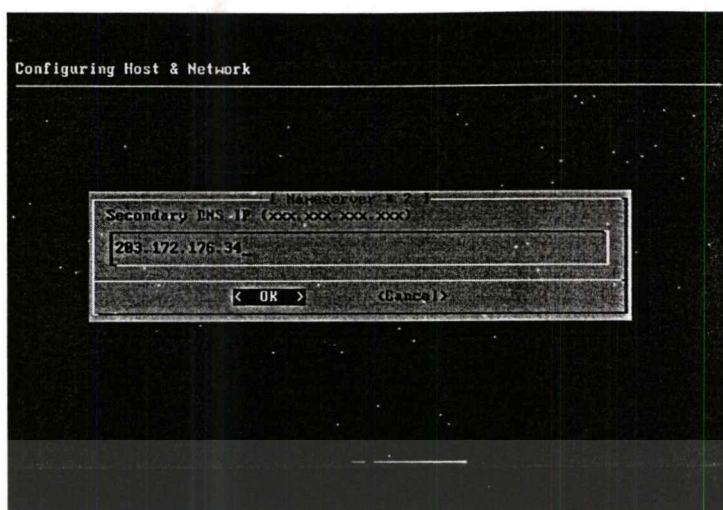 Configuring Host & Network
[ Nameserver # 2 ]
Secondary DNS IP (xxx.xxx.xxx.xxx)
203.172.176.34_
< OK > <Cancel>